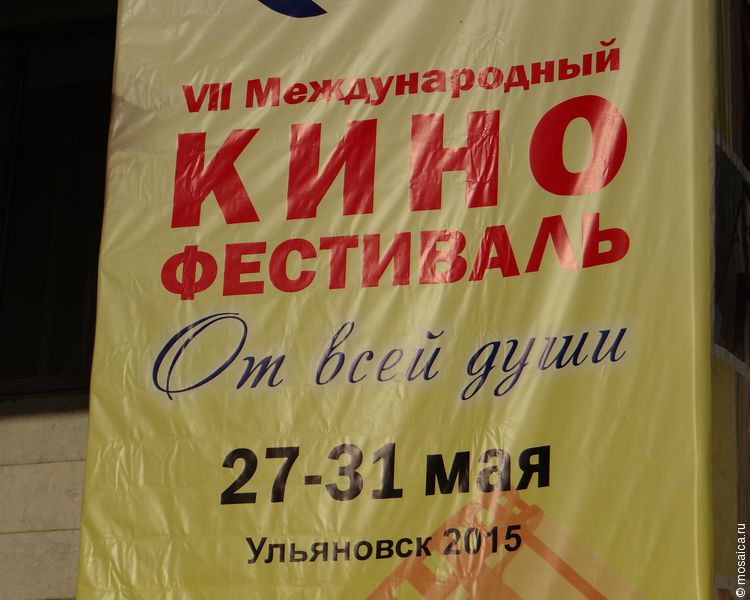 VII Международный
КИНО
ФЕСТИВАЛЬ
От всей души
27-31 мая
Ульяновск 2015
© mosaica.ru